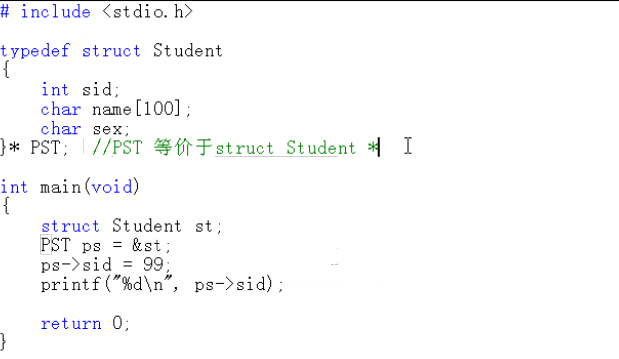 # include <stdio.h>
typedef struct Student
{
int sid;
char name[100];
char sex;
}* PST; //PST 等价于struct Student *
int main(void)
{
struct Student st;
PST ps = &st;
ps->sid = 99;
printf("%d\n", ps->sid);
return 0;
}